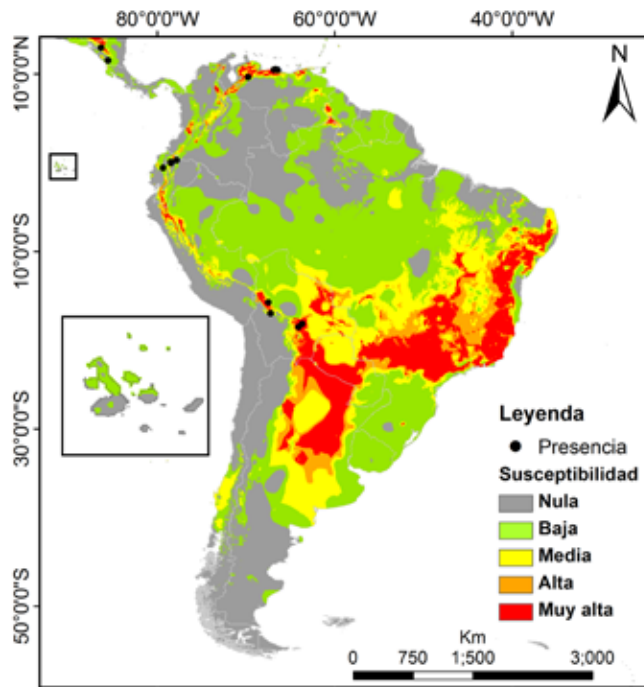 80°0'0"W 60°0'0"W 40°0'0"W
10°0'0"N
N
10°0'0"S
30°0'0"S
50°0'0"S
Leyenda
Presencia
Susceptibilidad
Nula
Baja
Media
Alta
Muy alta
Km
0 750 1;500 3;000